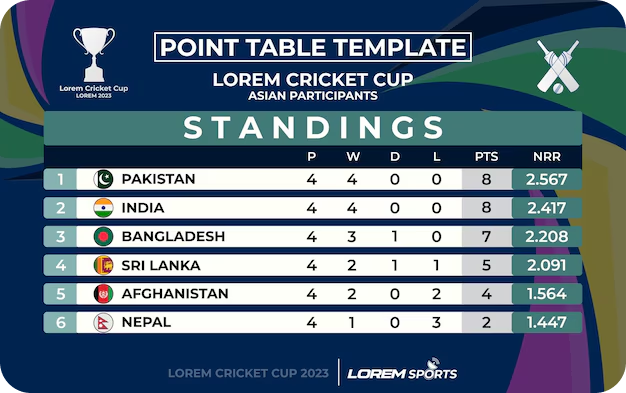 POINT TABLE TEMPLATE
Lorem Cricket Cup
LOREM 2023
LOREM CRICKET CUP
ASIAN PARTICIPANTS
STANDINGS
P W D L PTS NRR
1 PAKISTAN 4 4 0 0 8 2.567
2 INDIA 4 4 0 0 8 2.417
3 BANGLADESH 4 3 1 0 7 2.208
4 SRI LANKA 4 2 1 1 5 2.091
5 AFGHANISTAN 4 2 0 2 4 1.564
6 NEPAL 4 1 0 3 2 1.447
LOREM CRICKET CUP 2023 LOREM SPORTS